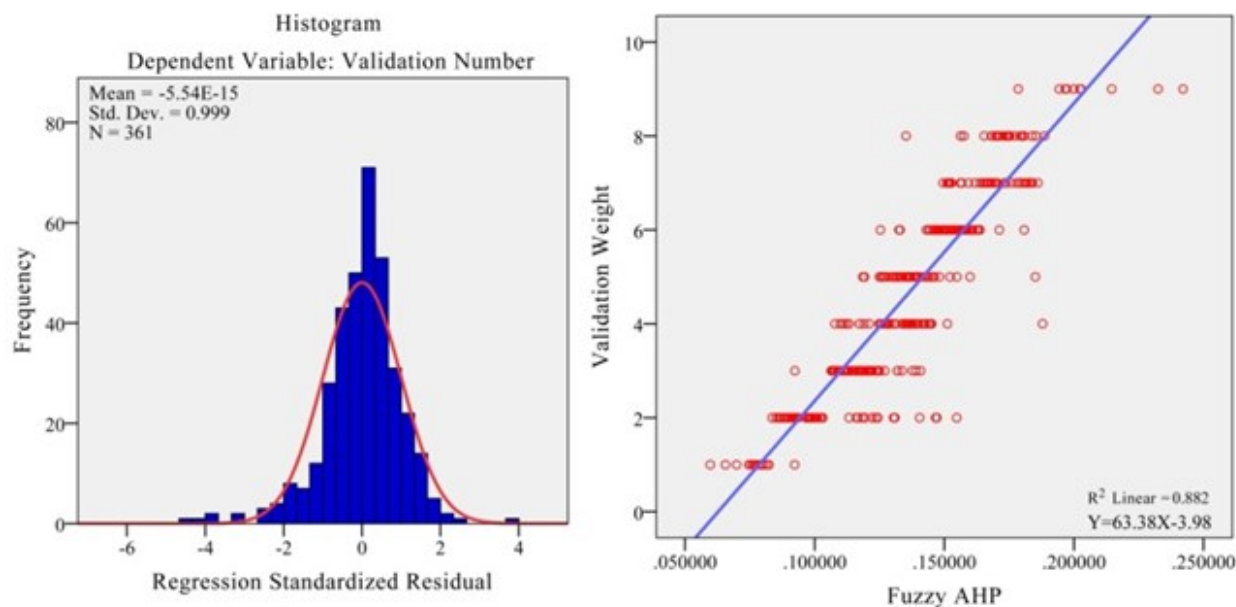 Histogram
Dependent Variable: Validation Number
Mean = -5.54E-15
Std. Dev. = 0.999
N = 361
80
60
40
20
0
Frequency
-6
-4
-2
0
2
4
Regression Standardized Residual
10
8
6
4
2
0
Validation Weight
R² Linear =0.882
Y=63.38X-3.98
.050000
.100000
.150000
.200000
.250000
Fuzzy AHP